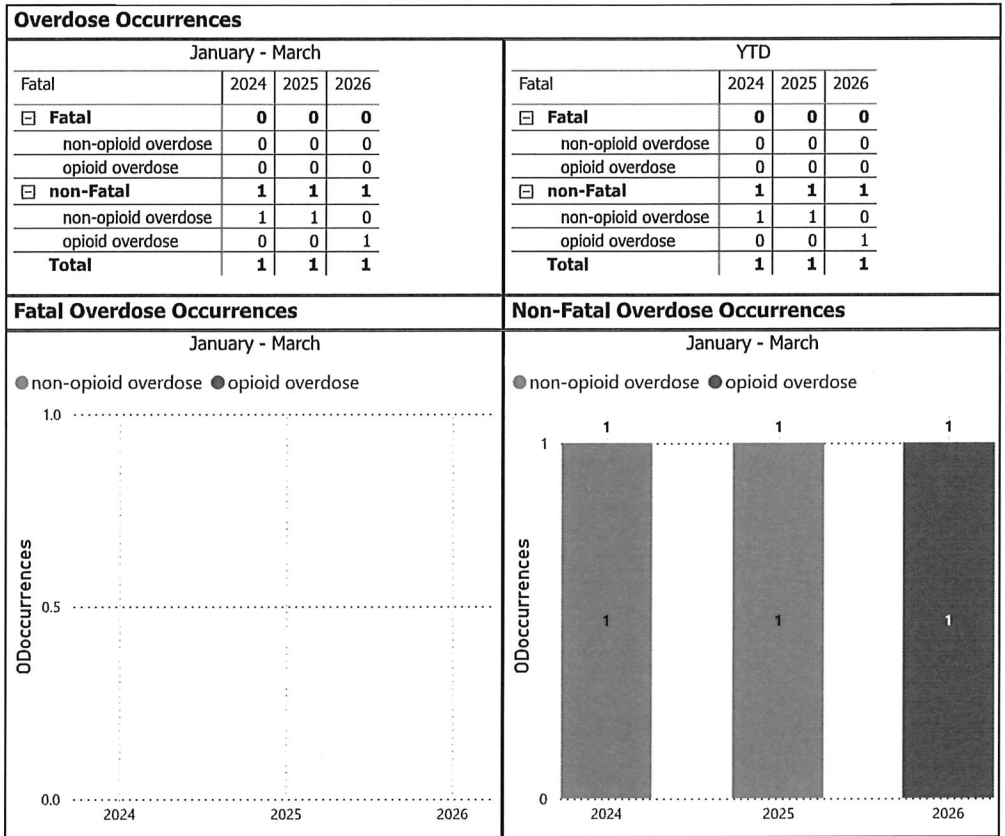 Overdose Occurrences
January - March
Fatal 2024 2025 2026
Fatal 0 0 0
non-opioid overdose 0 0 0
opioid overdose 0 0 0
non-Fatal 1 1 1
non-opioid overdose 1 1 0
opioid overdose 0 0 1
Total 1 1 1
YTD
Fatal 2024 2025 2026
Fatal 0 0 0
non-opioid overdose 0 0 0
opioid overdose 0 0 0
non-Fatal 1 1 1
non-opioid overdose 1 1 0
opioid overdose 0 0 1
Total 1 1 1
Fatal Overdose Occurrences
January - March
non-opioid overdose opioid overdose
ODoccurrences
1.0
0.5
0.0
2024 2025 2026
Non-Fatal Overdose Occurrences
January - March
non-opioid overdose opioid overdose
ODoccurrences
1 1 1
1
1 1 1
0
2024 2025 2026